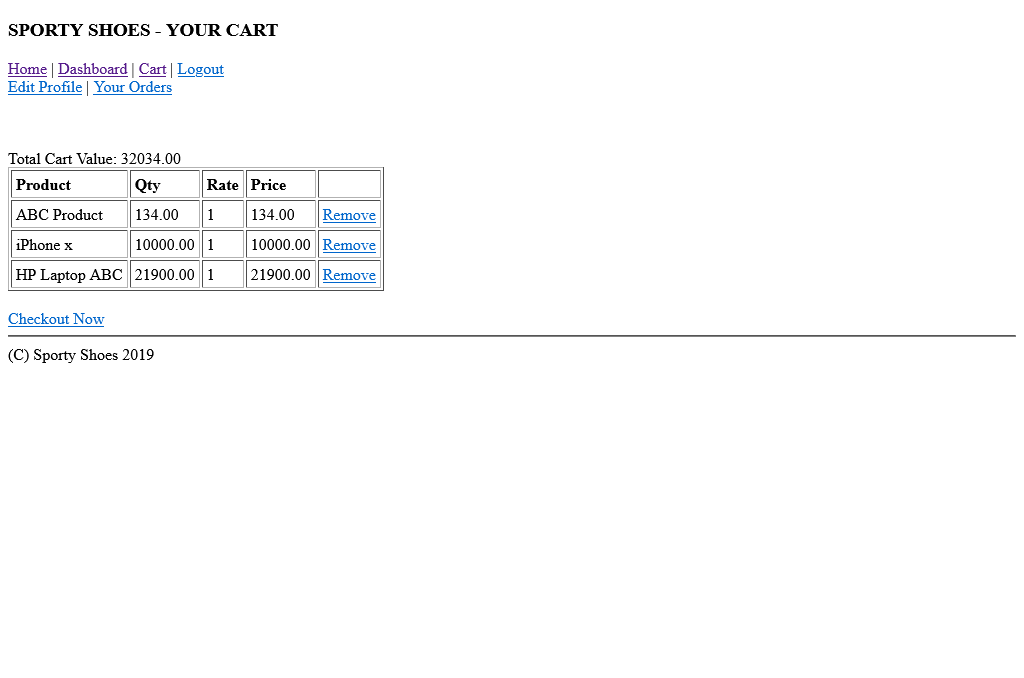 SPORTY SHOES - YOUR CART
Home | Dashboard | Cart | Logout
Edit Profile | Your Orders
Total Cart Value: 32034.00
Product Qty Rate Price
ABC Product 134.00 1 134.00 Remove
iPhone x 10000.00 1 10000.00 Remove
HP Laptop ABC 21900.00 1 21900.00 Remove
Checkout Now
(C) Sporty Shoes 2019